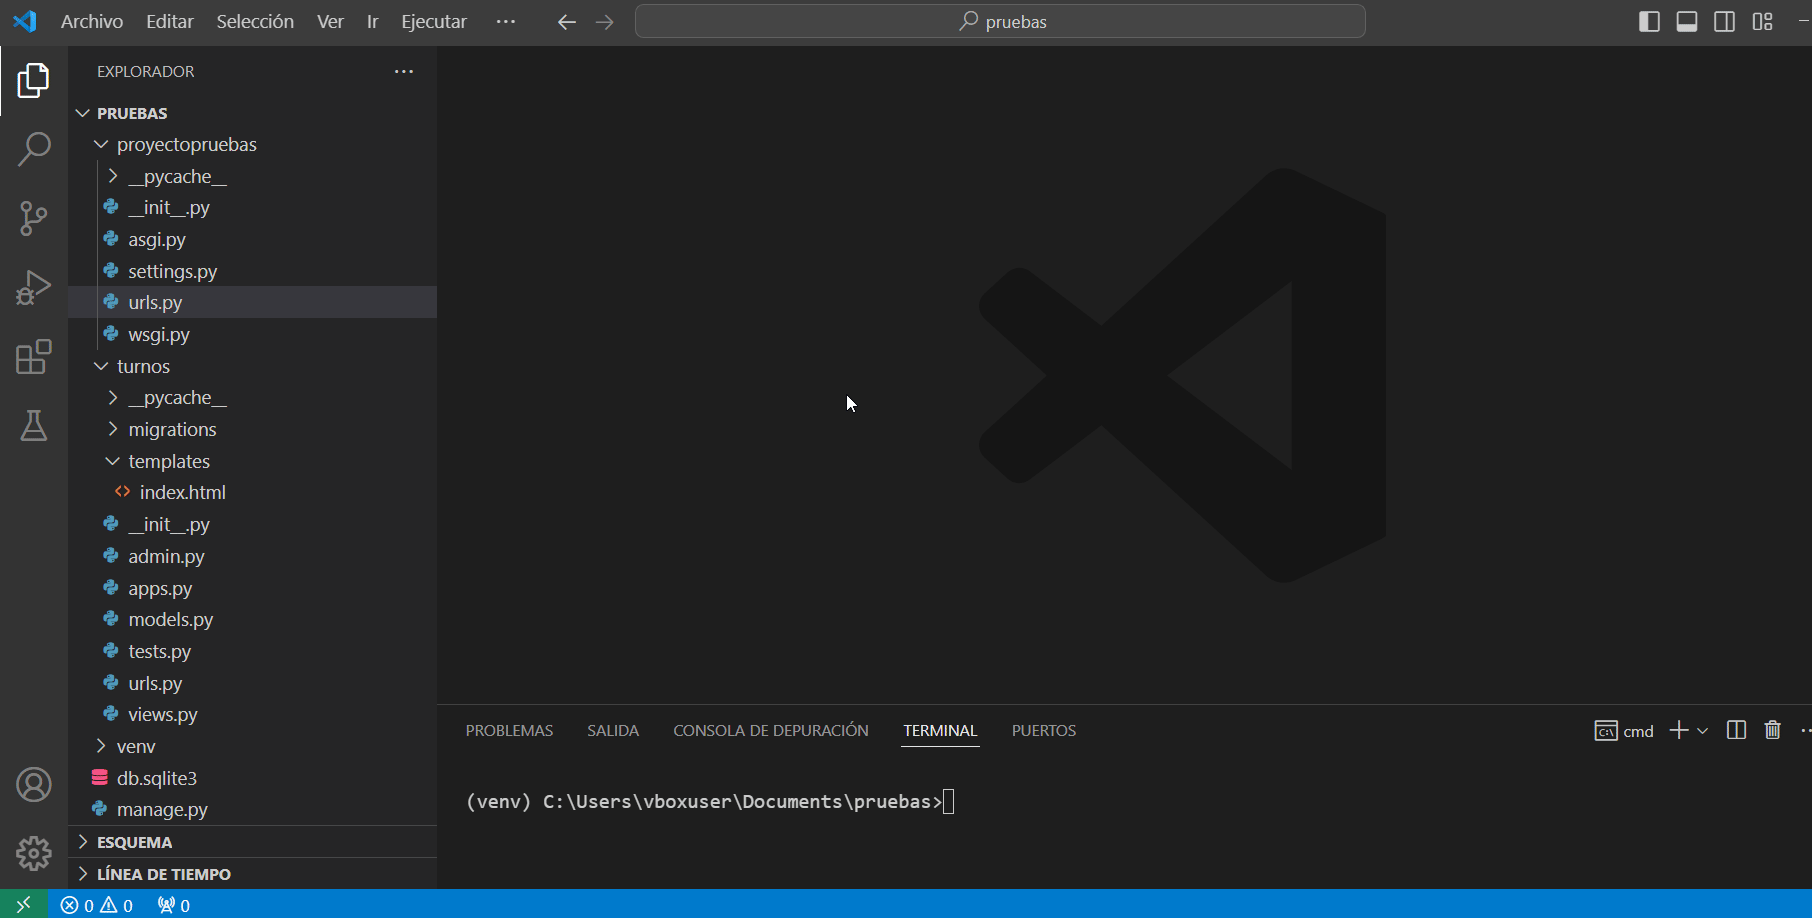 Archivo Editar Selección Ver Ir Ejecutar ··· pruebas
EXPLORADOR ···
PRUEBAS
proyectopruebas
__pycache__
__init__.py
asgi.py
settings.py
urls.py
wsgi.py
turnos
__pycache__
migrations
templates
index.html
__init__.py
admin.py
apps.py
models.py
tests.py
urls.py
views.py
venv
db.sqlite3
manage.py
ESQUEMA
LÍNEA DE TIEMPO
PROBLEMAS SALIDA CONSOLA DE DEPURACIÓN TERMINAL PUERTOS cmd
(venv) C:\Users\vboxuser\Documents\pruebas>
0 0 0